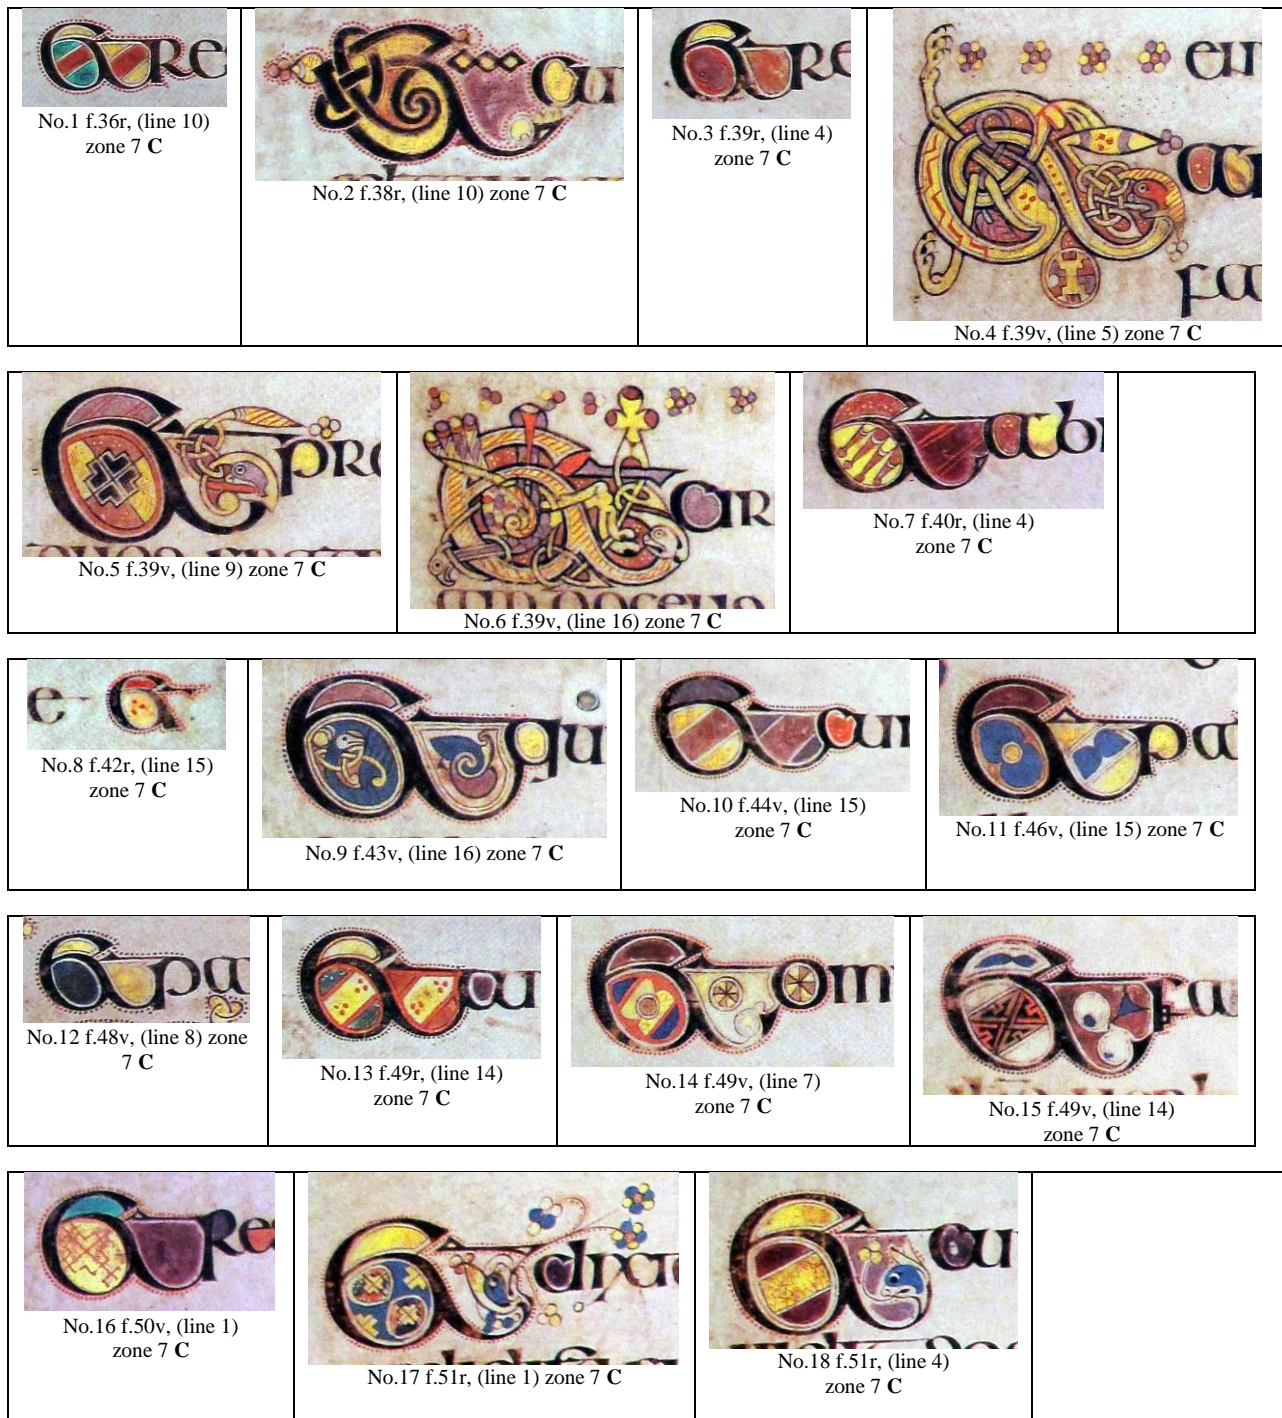 No.1 f.36r, (line 10)
zone 7 C
No.2 f.38r, (line 10) zone 7 C
No.3 f.39r, (line 4)
zone 7 C
No.4 f.39v, (line 5) zone 7 C
No.5 f.39v, (line 9) zone 7 C
No.6 f.39v, (line 16) zone 7 C
No.7 f.40r, (line 4)
zone 7 C
No.8 f.42r, (line 15)
zone 7 C
No.9 f.43v, (line 16) zone 7 C
No.10 f.44v, (line 15)
zone 7 C
No.11 f.46v, (line 15) zone 7 C
No.12 f.48v, (line 8) zone
7 C
No.13 f.49r, (line 14)
zone 7 C
No.14 f.49v, (line 7)
zone 7 C
No.15 f.49v, (line 14)
zone 7 C
No.16 f.50v, (line 1)
zone 7 C
No.17 f.51r, (line 1) zone 7 C
No.18 f.51r, (line 4)
zone 7 C